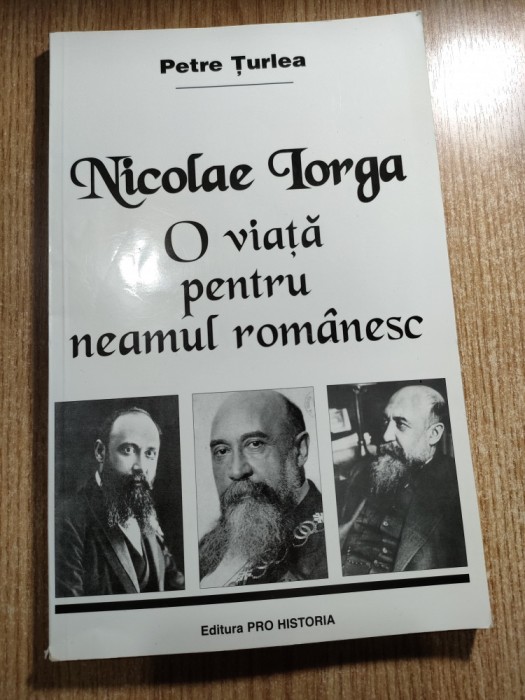 Petre Țurlea
Nicolae Iorga
O viață
pentru
neamul românesc
Editura PRO HISTORIA